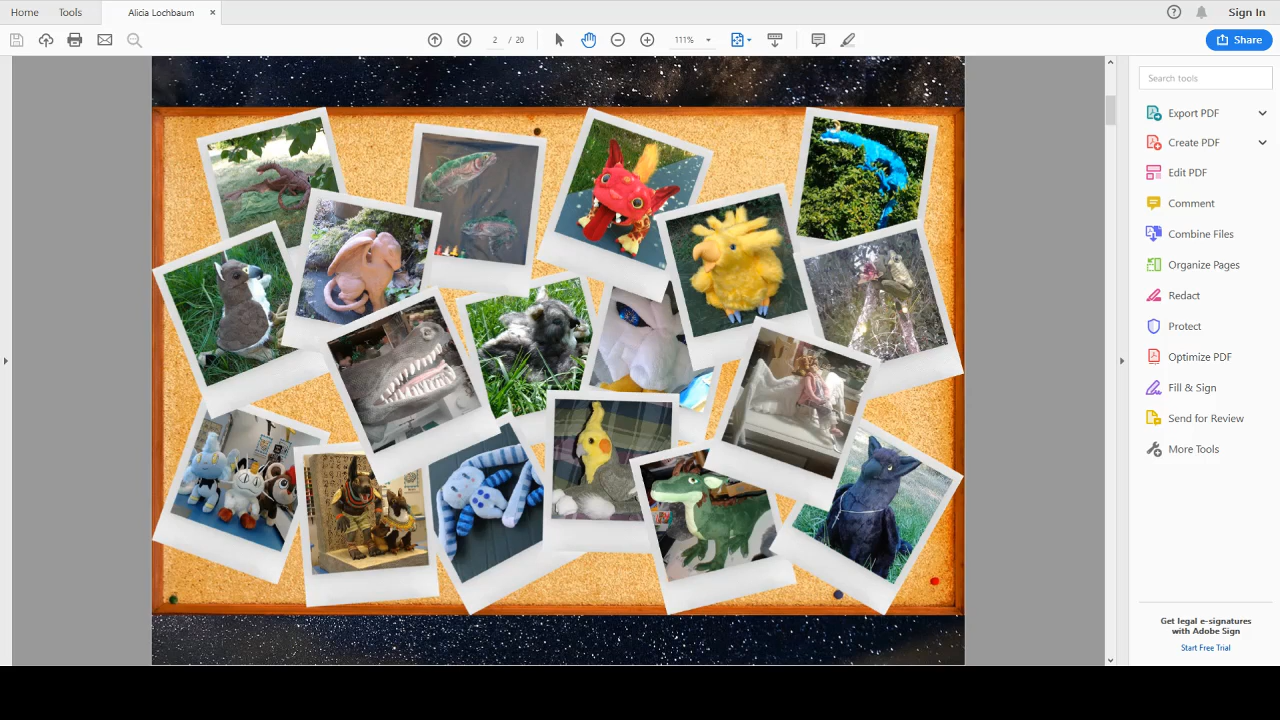 Home
Tools
Alicia Lochbaum
Sign In
2 / 20
111%
Share
Search tools
Export PDF
Create PDF
Edit PDF
Comment
Combine Files
Organize Pages
Redact
Protect
Optimize PDF
Fill & Sign
Send for Review
More Tools
Get legal e-signatures
with Adobe Sign
Start Free Trial